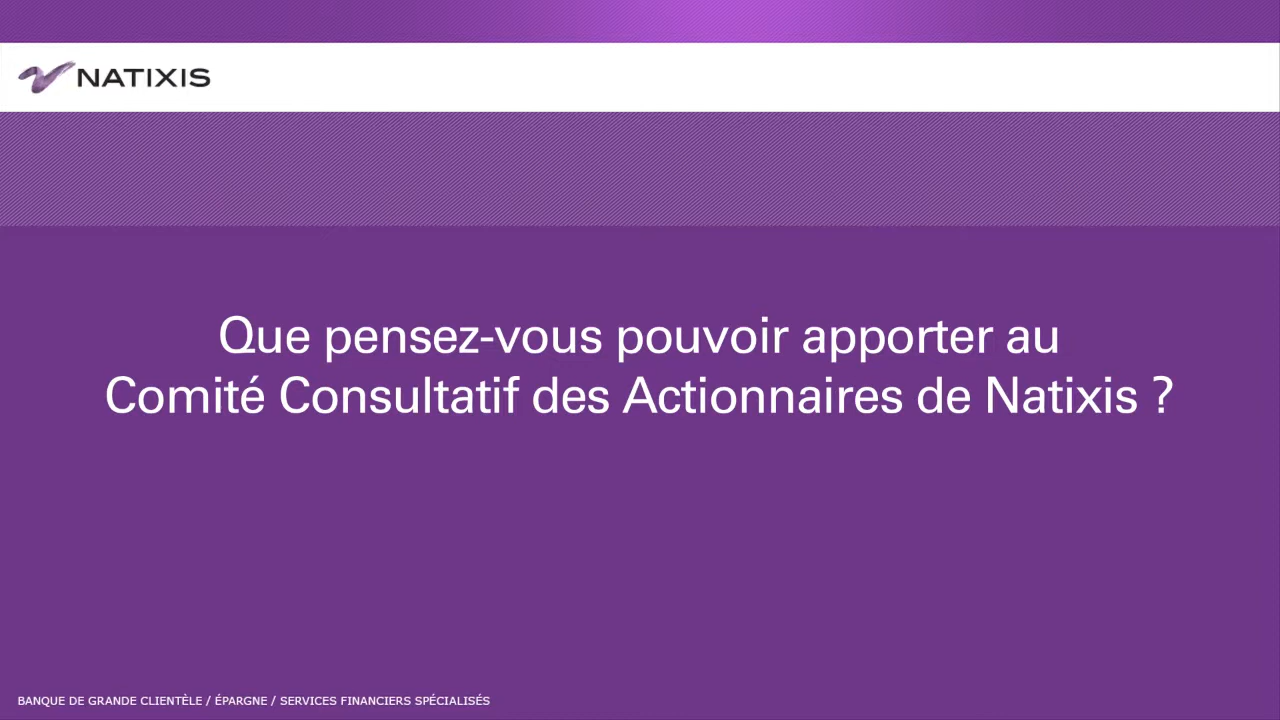 NATIXIS
Que pensez-vous pouvoir apporter au
Comité Consultatif des Actionnaires de Natixis ?
BANQUE DE GRANDE CLIENTÈLE / ÉPARGNE / SERVICES FINANCIERS SPÉCIALISÉS